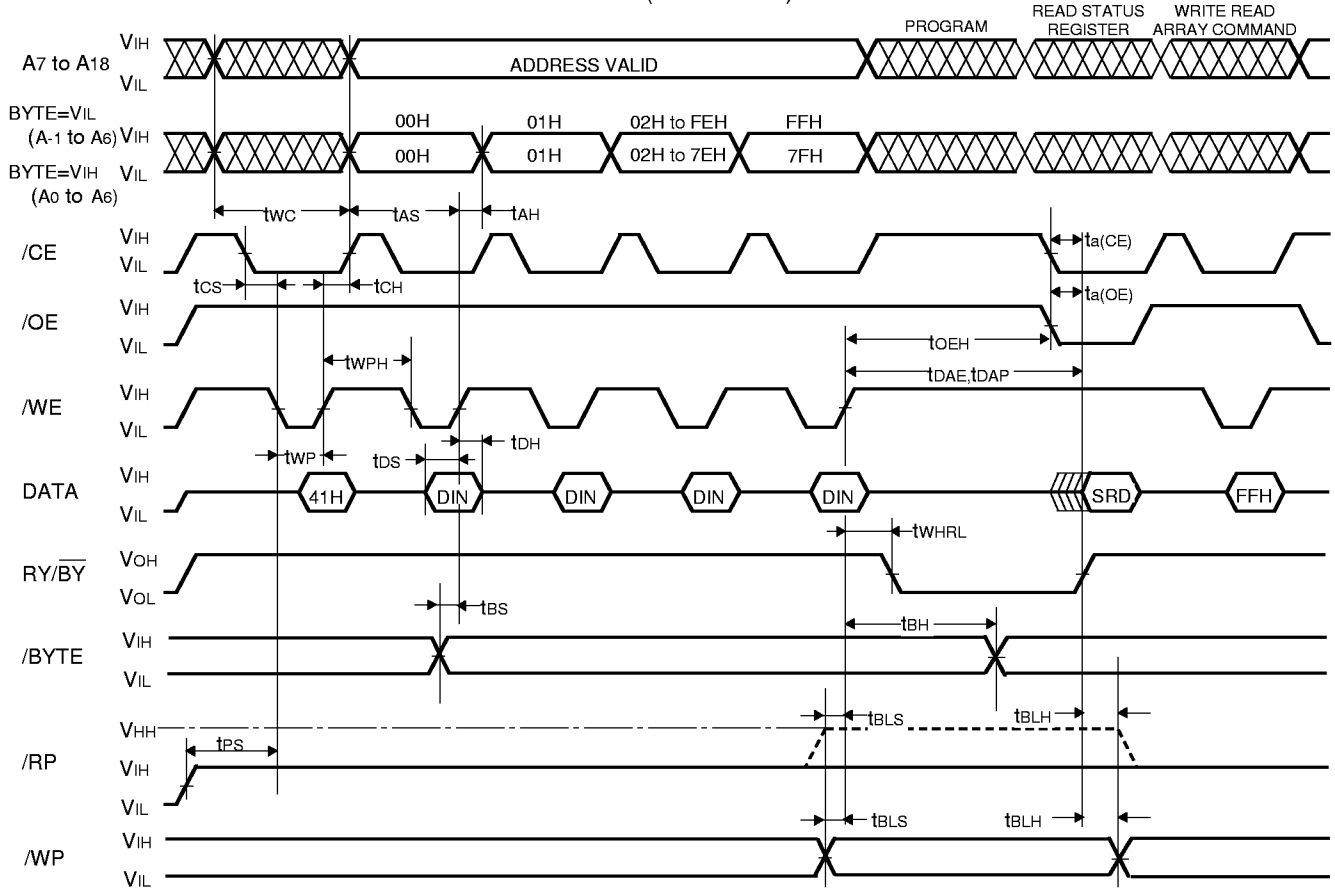 READ STATUS WRITE READ
PROGRAM REGISTER ARRAY COMMAND
VIH
A7 to A18 ADDRESS VALID
VIL
BYTE=VIL 00H 01H 02H to FEH FFH
(A-1 to A6) VIH
00H 01H 02H to 7EH 7FH
BYTE=VIH VIL
(A0 to A6)
tWC tAS tAH
VIH ta(CE)
/CE
VIL
tCS tCH
VIH ta(OE)
/OE
VIL tOEH
tWPH
tDAE,tDAP
VIH
/WE
VIL
tDH
tWP tDS
VIH
DATA 41H DIN DIN DIN DIN SRD FFH
VIL
tWHRL
VOH
RY/BY
VOL
tBS
tBH
VIH
/BYTE
VIL
VHH tBLS tBLH
tPS
/RP VIH
VIL
tBLS tBLH
VIH
/WP
VIL